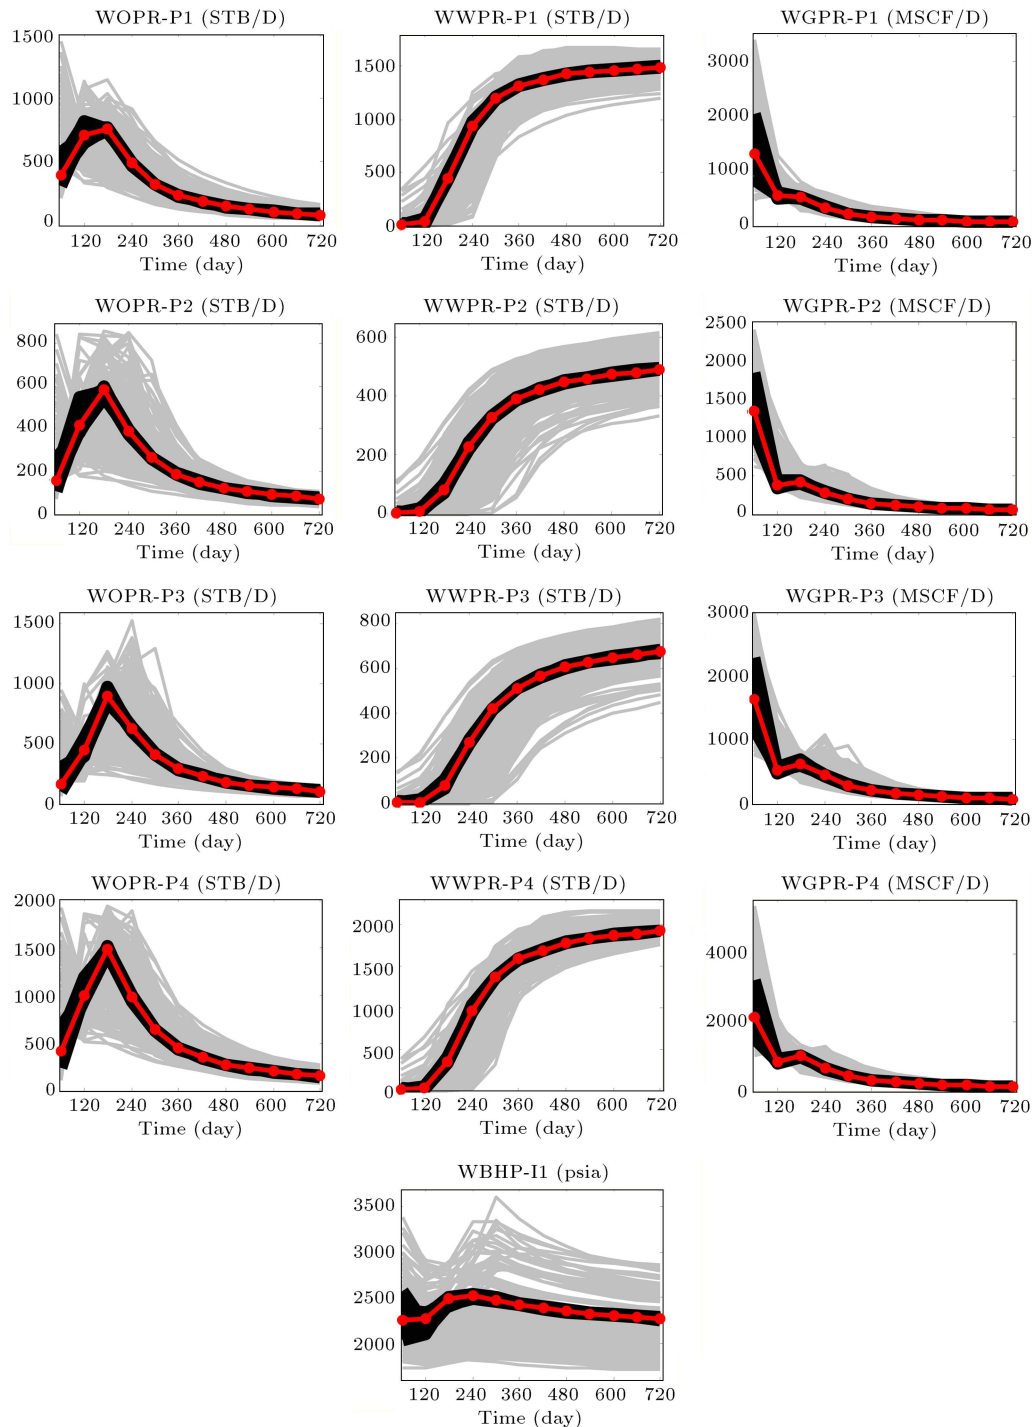 WOPR-P1 (STB/D) WWPR-P1 (STB/D) WGPR-P1 (MSCF/D)
1500
1000
500
0
120 240 360 480 600 720
Time (day)
1500
1000
500
0
120 240 360 480 600 720
Time (day)
3000
2000
1000
0
120 240 360 480 600 720
Time (day)
WOPR-P2 (STB/D) WWPR-P2 (STB/D) WGPR-P2 (MSCF/D)
800
600
400
200
0
120 240 360 480 600 720
Time (day)
600
400
200
0
120 240 360 480 600 720
Time (day)
2500
2000
1500
1000
500
0
120 240 360 480 600 720
Time (day)
WOPR-P3 (STB/D) WWPR-P3 (STB/D) WGPR-P3 (MSCF/D)
1500
1000
500
0
120 240 360 480 600 720
Time (day)
800
600
400
200
0
120 240 360 480 600 720
Time (day)
3000
2000
1000
0
120 240 360 480 600 720
Time (day)
WOPR-P4 (STB/D) WWPR-P4 (STB/D) WGPR-P4 (MSCF/D)
2000
1500
1000
500
0
120 240 360 480 600 720
Time (day)
2000
1500
1000
500
0
120 240 360 480 600 720
Time (day)
4000
2000
0
120 240 360 480 600 720
Time (day)
WBHP-I1 (psia)
3500
3000
2500
2000
120 240 360 480 600 720
Time (day)